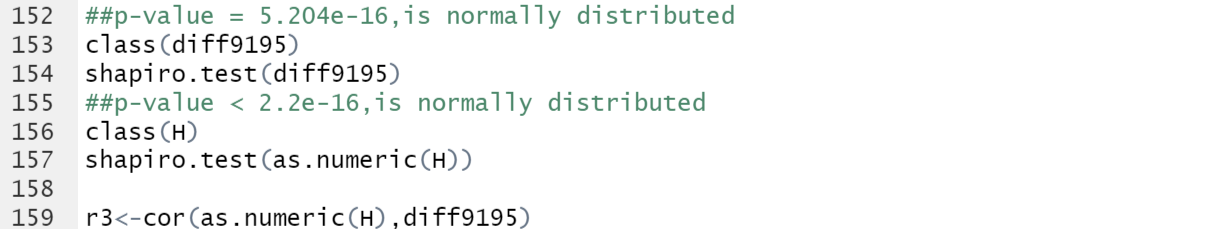 152 ##p-value = 5.204e-16,is normally distributed
153 class(diff9195)
154 shapiro.test(diff9195)
155 ##p-value < 2.2e-16,is normally distributed
156 class(H)
157 shapiro.test(as.numeric(H))
158
159 r3<-cor(as.numeric(H),diff9195)